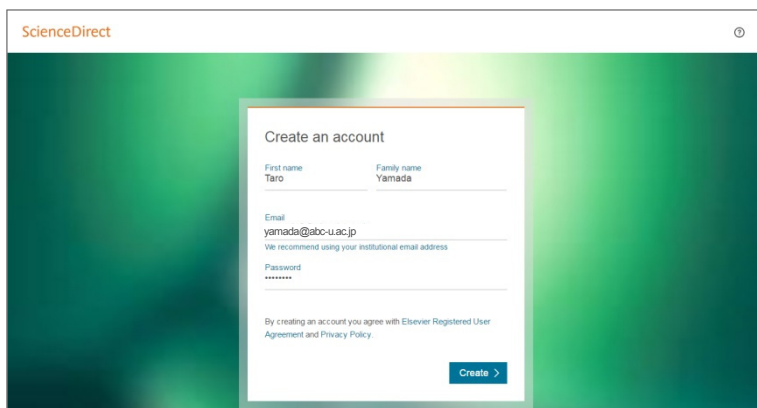 ScienceDirect
Create an account
First name Family name
Taro Yamada
Email
yamada@abc-u.ac.jp
We recommend using your institutional email address
Password
••••••••
By creating an account you agree with Elsevier Registered User
Agreement and Privacy Policy.
Create >